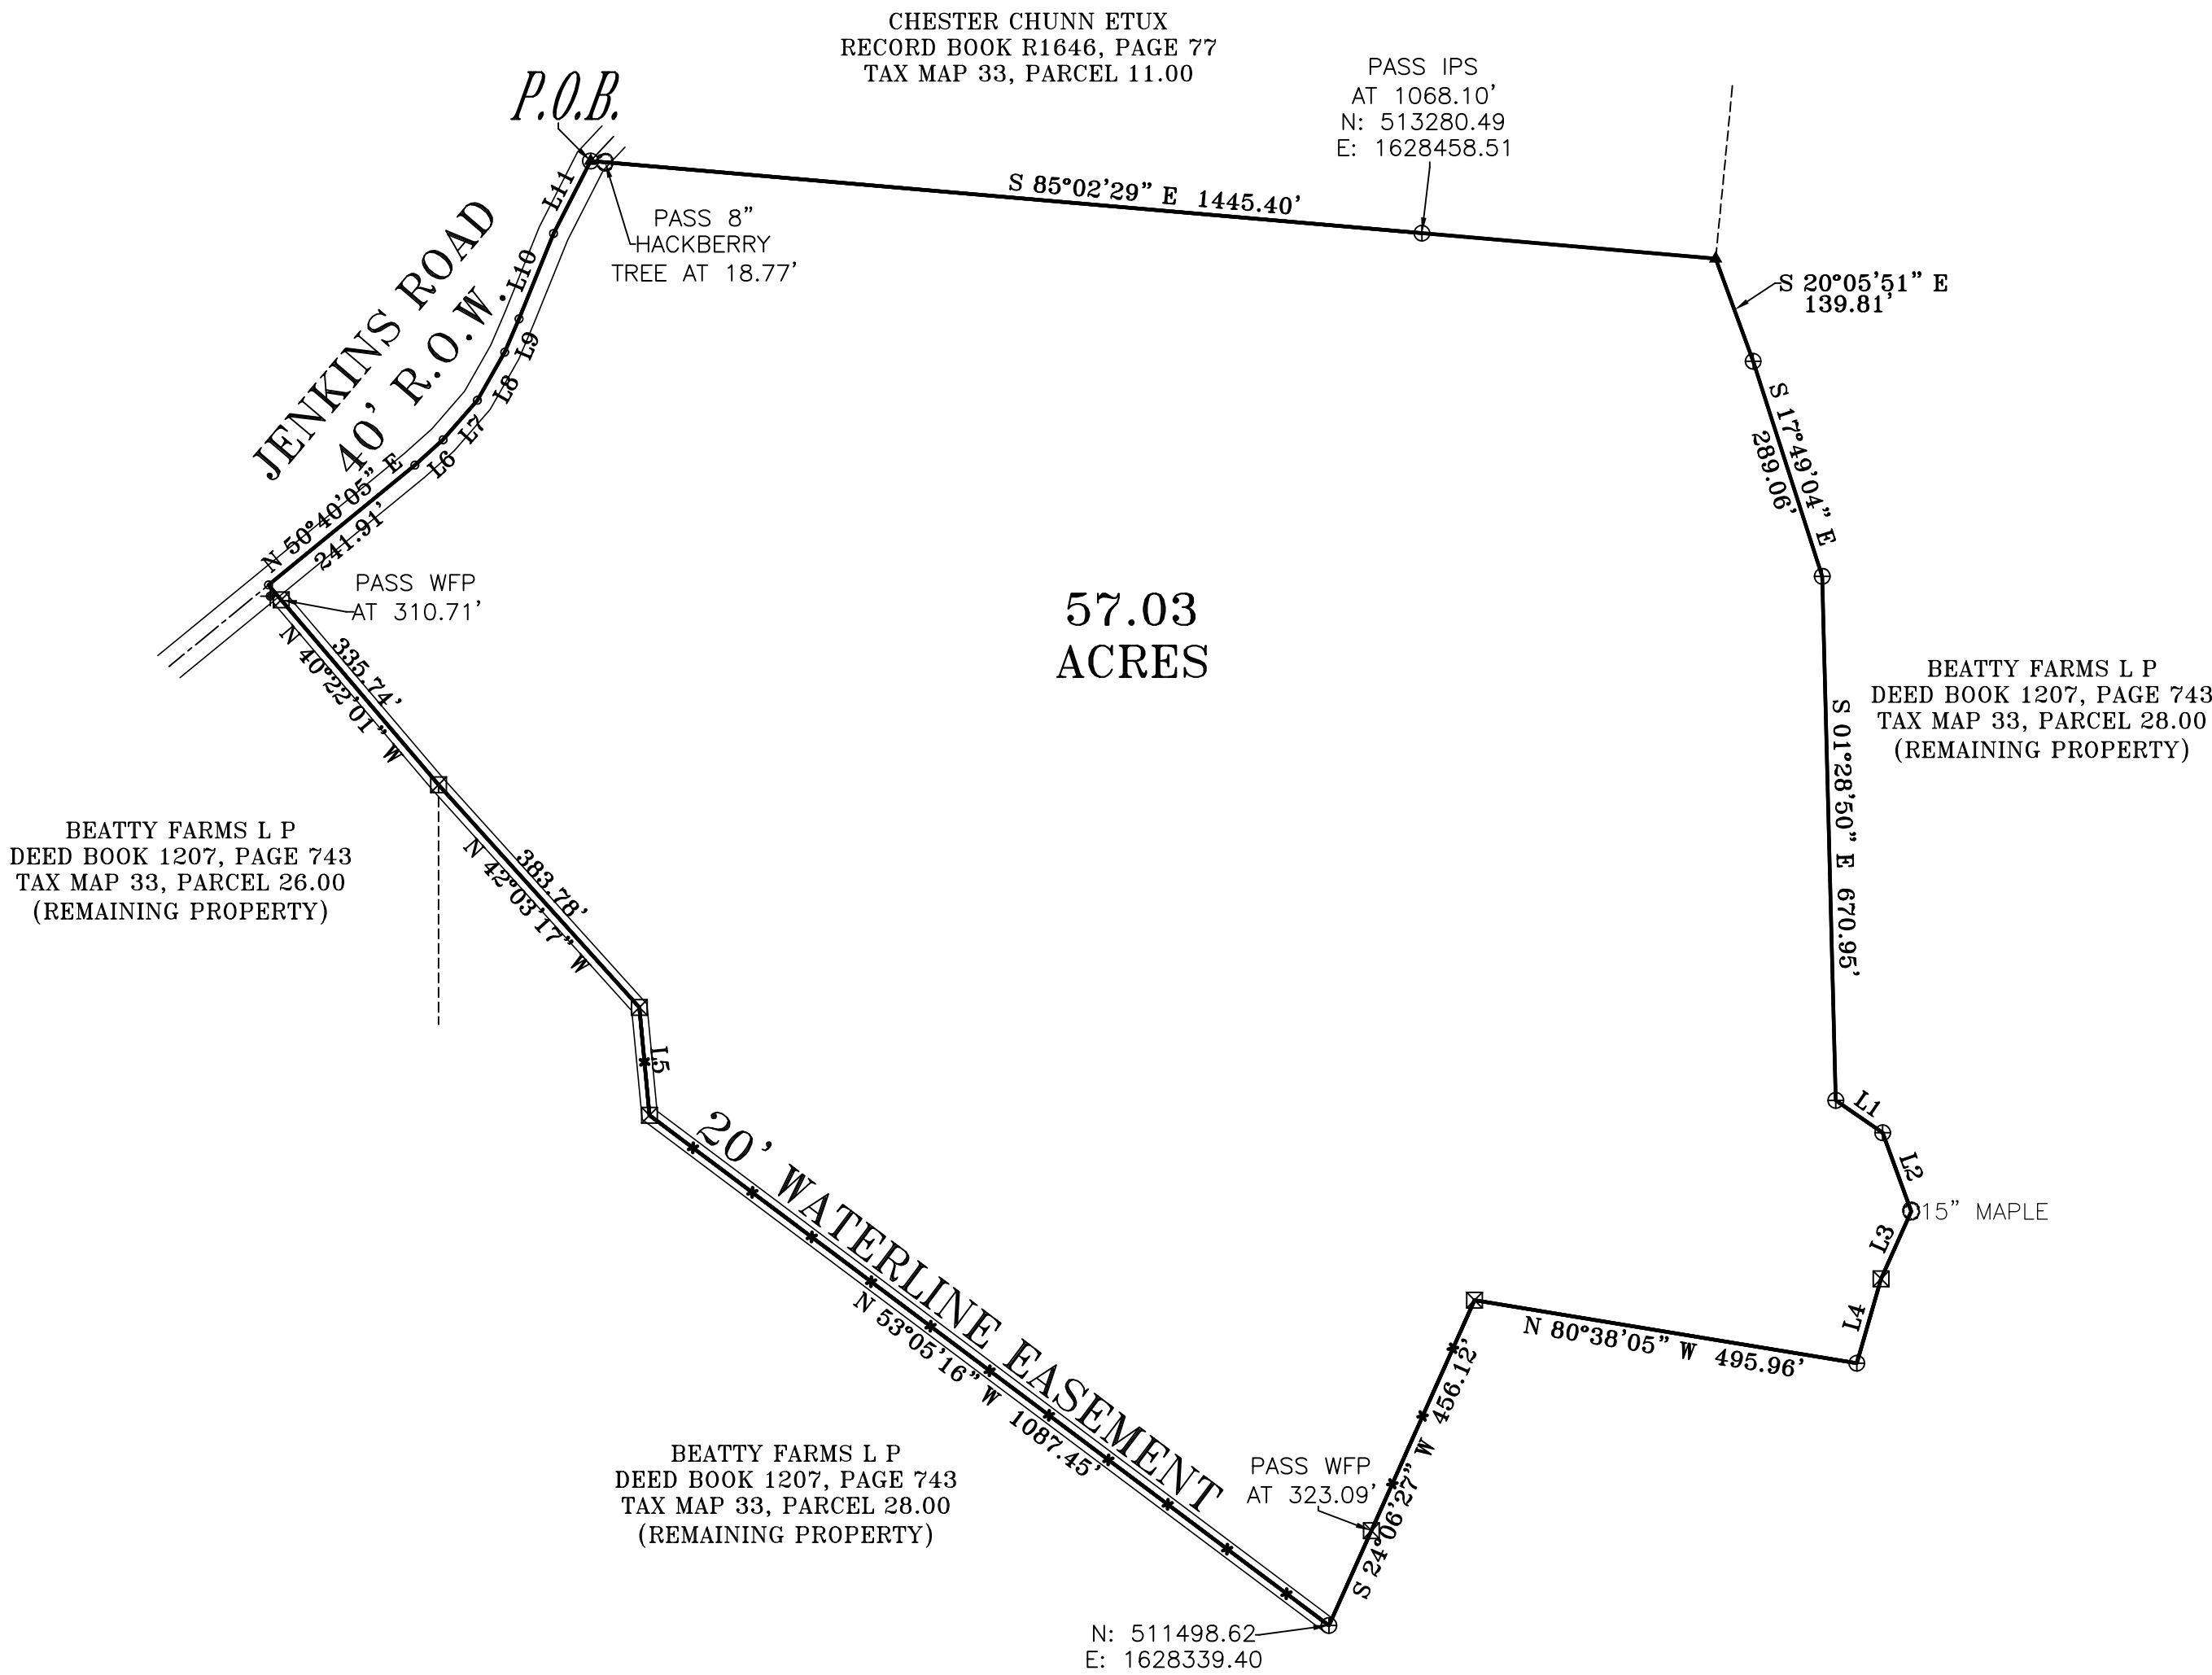 CHESTER CHUNN ETUX
RECORD BOOK R1646, PAGE 77
TAX MAP 33, PARCEL 11.00
PASS IPS
AT 1068.10'
N: 513280.49
E: 1628458.51
P.O.B.
S 85°02'29" E 1445.40'
PASS 8"
HACKBERRY
TREE AT 18.77'
S 20°05'51" E
139.81'
L11
L10
L9
L8
L7
L6
JENKINS ROAD
40' R.O.W.
N 50°40'05" E
241.91'
S 17°49'04" E
289.06'
PASS WFP
AT 310.71'
57.03
ACRES
335.74'
N 40°22'01" W
S 01°28'50" E 670.95'
BEATTY FARMS L P
DEED BOOK 1207, PAGE 743
TAX MAP 33, PARCEL 28.00
(REMAINING PROPERTY)
BEATTY FARMS L P
DEED BOOK 1207, PAGE 743
TAX MAP 33, PARCEL 26.00
(REMAINING PROPERTY)
383.78'
N 42°03'17" W
L5
L1
L2
15" MAPLE
L3
L4
20' WATERLINE EASEMENT
N 53°05'16" W 1087.45'
N 80°38'05" W 495.96'
S 24°06'27" W 456.12'
PASS WFP
AT 323.09'
BEATTY FARMS L P
DEED BOOK 1207, PAGE 743
TAX MAP 33, PARCEL 28.00
(REMAINING PROPERTY)
N: 511498.62
E: 1628339.40